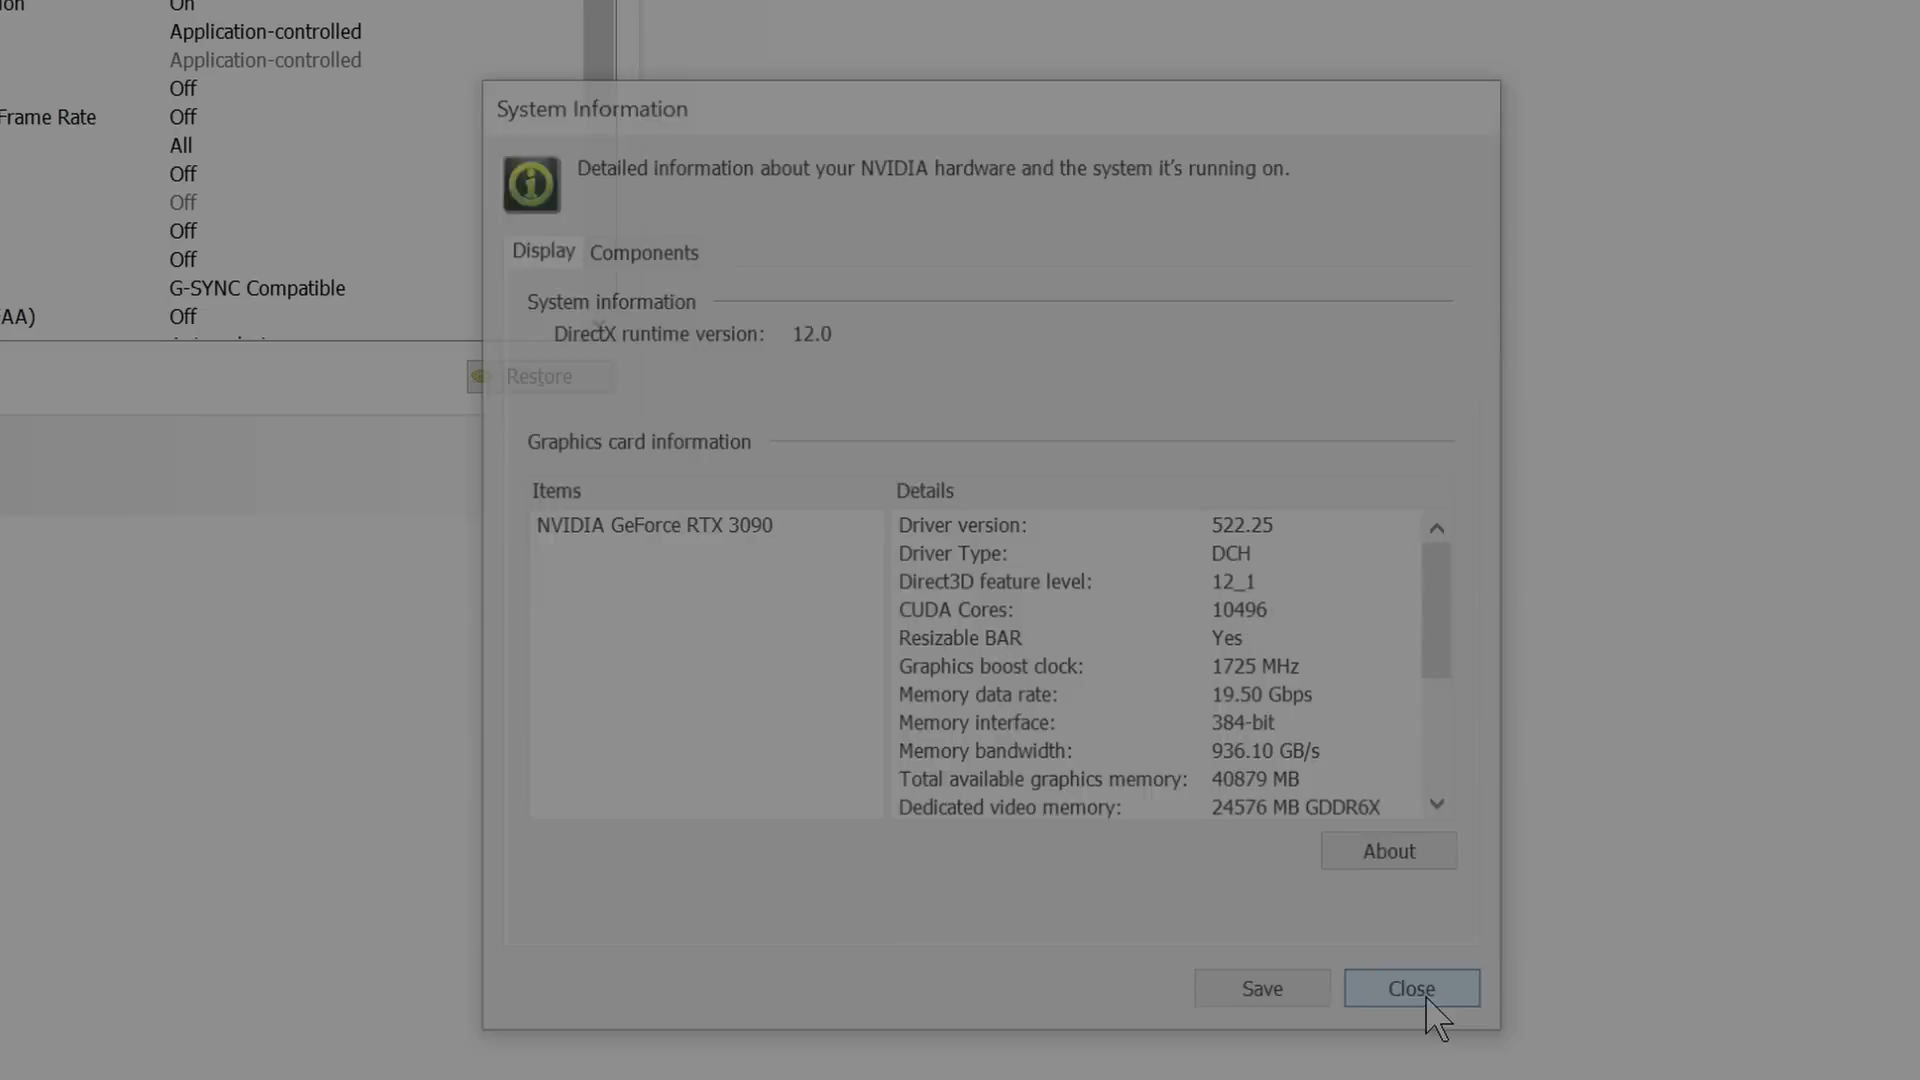 On
Application-controlled
Application-controlled
Off
Frame Rate Off
All
Off
Off
Off
Off
G-SYNC Compatible
AA) Off
Restore
System Information
Detailed information about your NVIDIA hardware and the system it's running on.
Display Components
System information
DirectX runtime version: 12.0
Graphics card information
Items Details
NVIDIA GeForce RTX 3090
Driver version: 522.25
Driver Type: DCH
Direct3D feature level: 12_1
CUDA Cores: 10496
Resizable BAR Yes
Graphics boost clock: 1725 MHz
Memory data rate: 19.50 Gbps
Memory interface: 384-bit
Memory bandwidth: 936.10 GB/s
Total available graphics memory: 40879 MB
Dedicated video memory: 24576 MB GDDR6X
About
Save Close